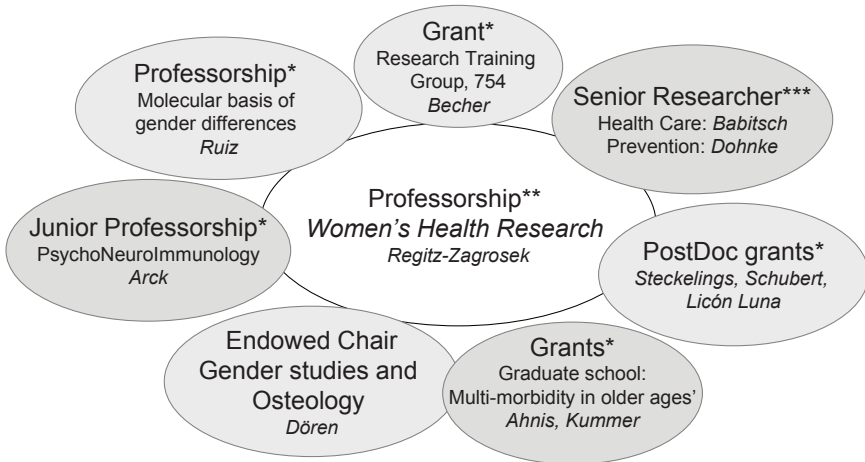 Grant*
Research Training
Group, 754
Becher
Professorship*
Molecular basis of
gender differences
Ruiz
Senior Researcher***
Health Care: Babitsch
Prevention: Dohnke
Professorship**
Women’s Health Research
Regitz-Zagrosek
Junior Professorship*
PsychoNeuroImmunology
Arck
PostDoc grants*
Steckelings, Schubert,
Licón Luna
Endowed Chair
Gender studies and
Osteology
Dören
Grants*
Graduate school:
Multi-morbidity in older ages’
Ahnis, Kummer